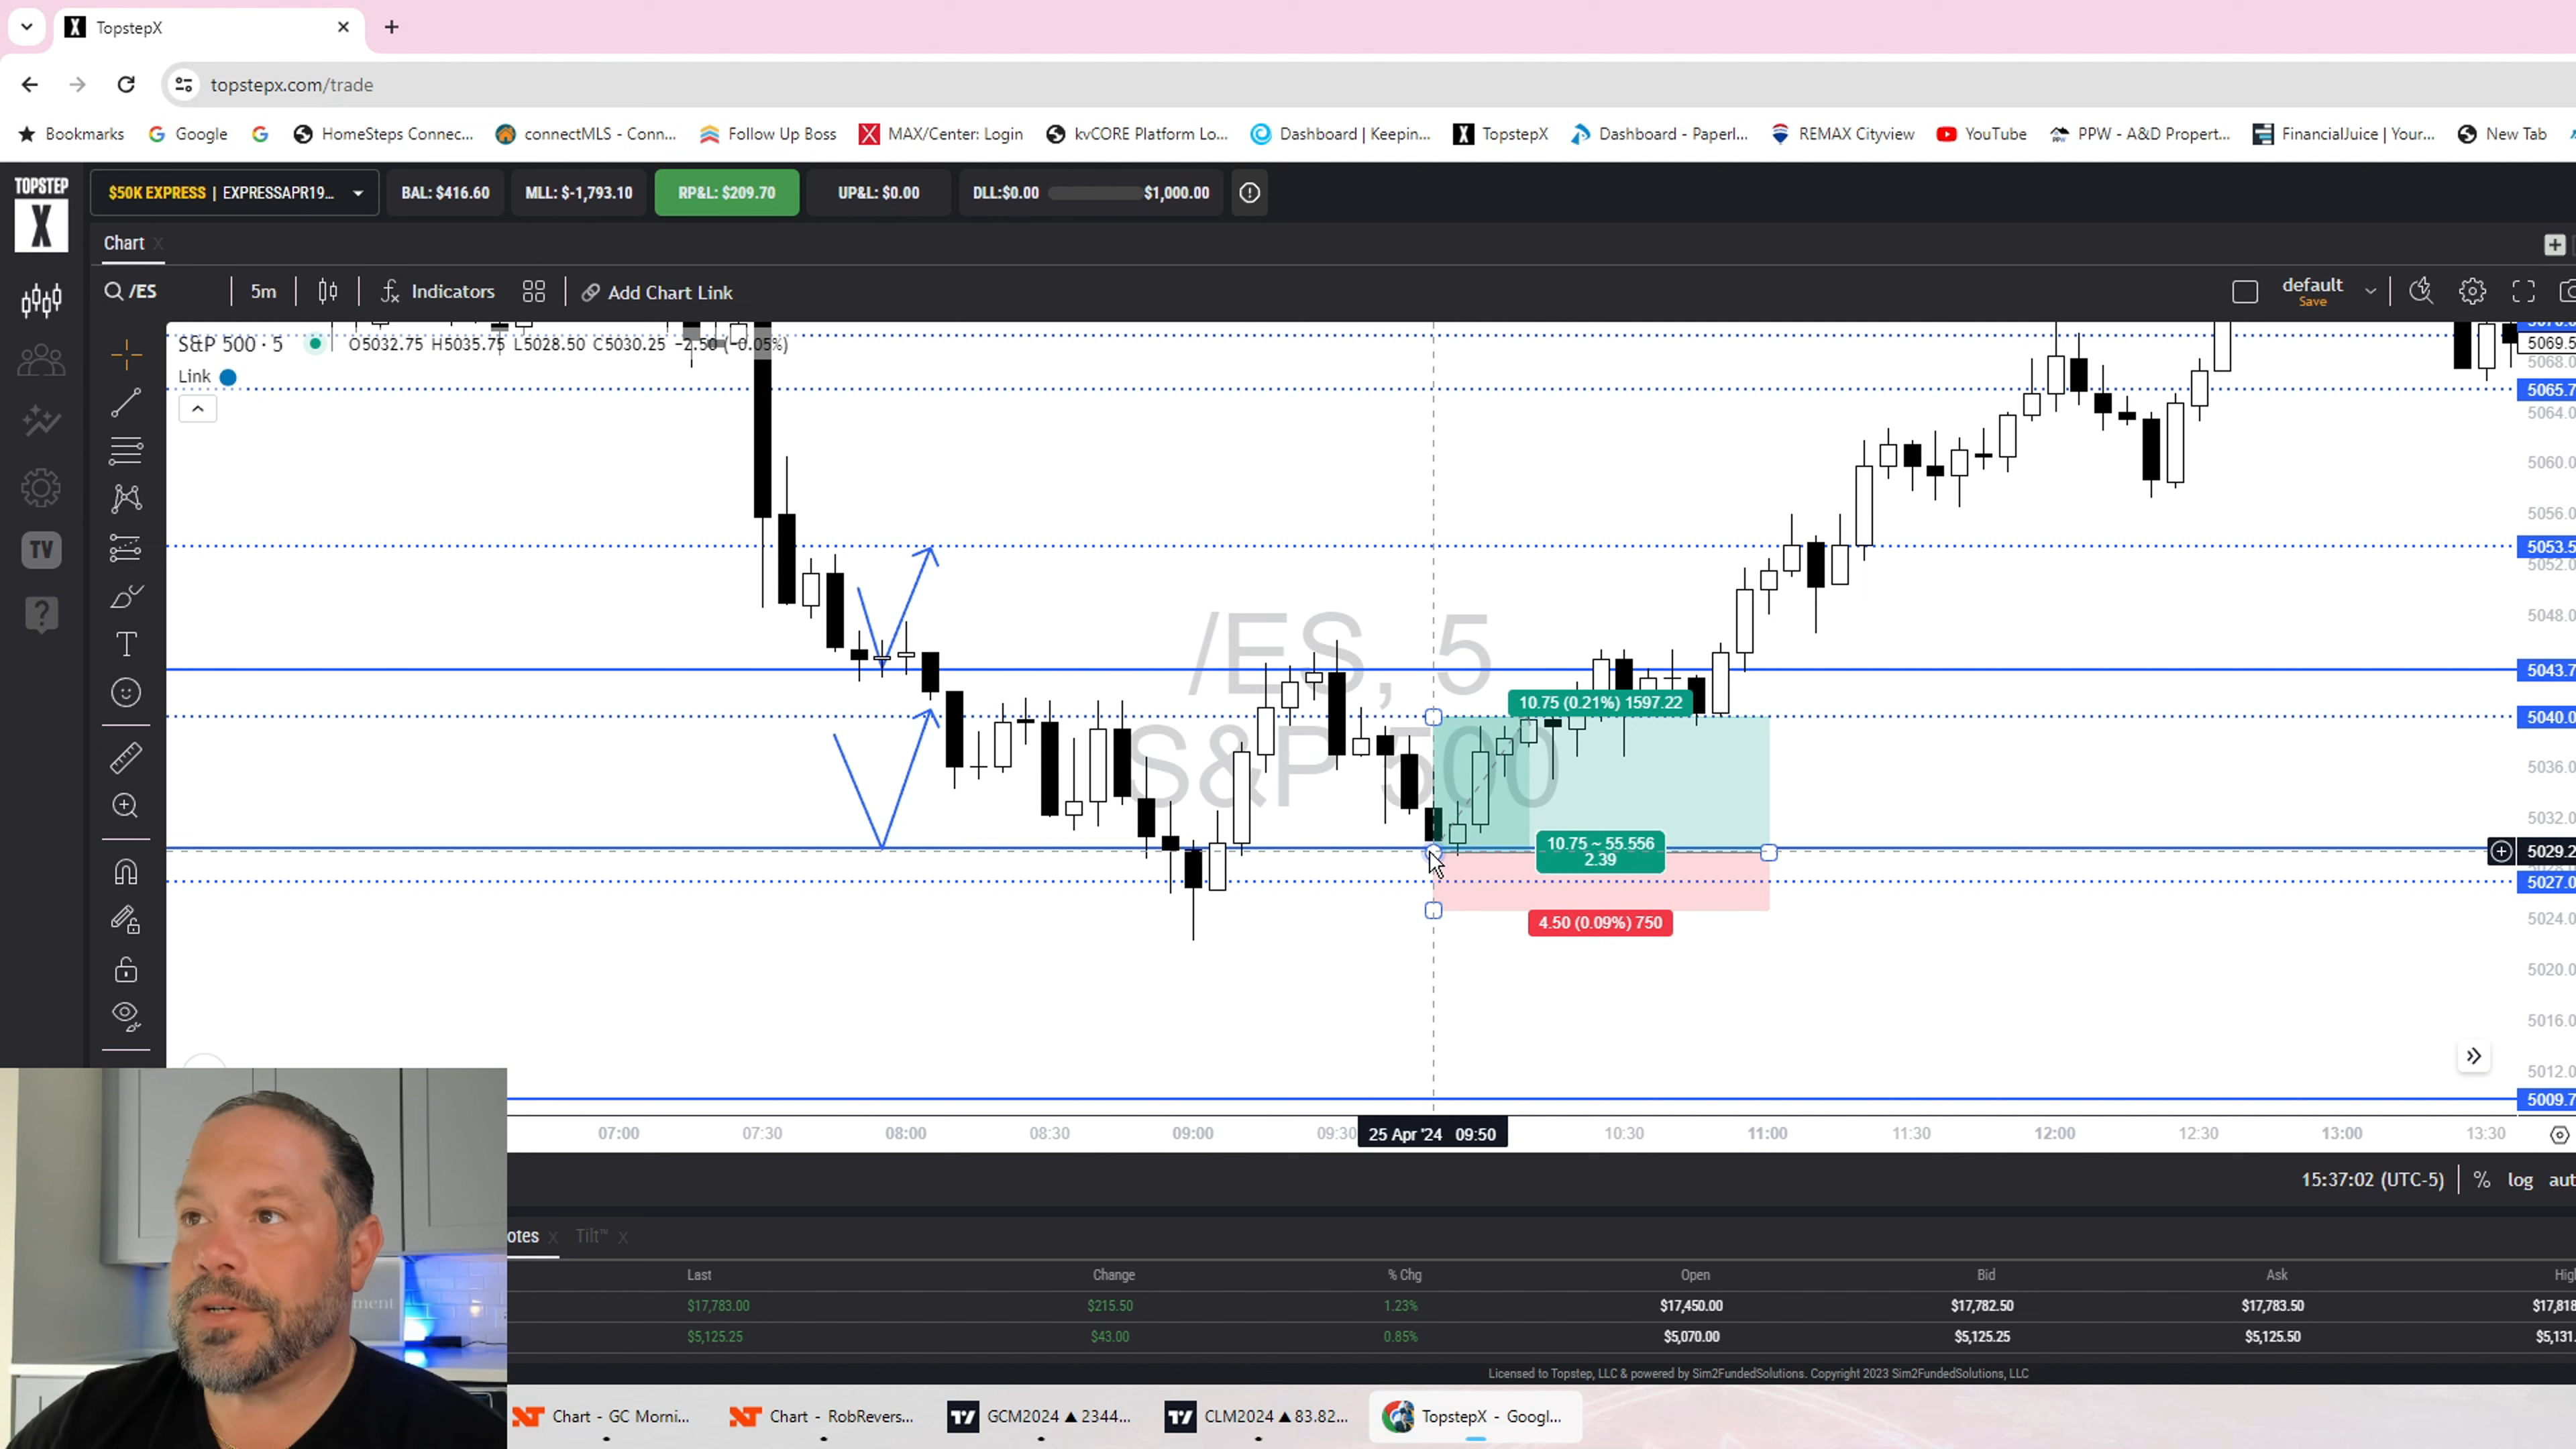 TopstepX
topstepx.com/trade
Bookmarks Google HomeSteps Connec... connectMLS - Conn... Follow Up Boss MAX/Center: Login kvCORE Platform Lo... Dashboard | Keepin... TopstepX Dashboard - Paperl... REMAX Cityview YouTube PPW - A&D Propert... FinancialJuice | Your... New Tab
TOPSTEP X
$50K EXPRESS | EXPRESSAPR19... BAL: $416.60 MLL: $-1,793.10 RP&L: $209.70 UP&L: $0.00 DLL:$0.00 $1,000.00
Chart
/ES 5m Indicators Add Chart Link default
Save
S&P 500 · 5 O5032.75 H5035.75 L5028.50 C5030.25 −2.50 (−0.05%)
Link
TV
T
/ES, 5
S&P 500
10.75 (0.21%) 1597.22
10.75 ~ 55.556
2.39
4.50 (0.09%) 750
5069.5
5068.0
5065.7
5064.0
5060.0
5056.0
5053.5
5052.0
5048.0
5043.7
5040.0
5036.0
5032.0
5029.2
5027.0
5024.0
5020.0
5016.0
5012.0
5009.7
07:00 07:30 08:00 08:30 09:00 09:30 25 Apr '24 09:50 10:30 11:00 11:30 12:00 12:30 13:00 13:30
15:37:02 (UTC-5) % log aut
otes Tilt™
Last Change % Chg Open Bid Ask Hig
$17,783.00 $215.50 1.23% $17,450.00 $17,782.50 $17,783.50 $17,818
$5,125.25 $43.00 0.85% $5,070.00 $5,125.25 $5,125.50 $5,131.
ment
Licensed to Topstep, LLC & powered by Sim2FundedSolutions. Copyright 2023 Sim2FundedSolutions, LLC
Chart - GC Morni... Chart - RobRevers... GCM2024 ▲ 2344... CLM2024 ▲ 83.82... TopstepX - Googl...